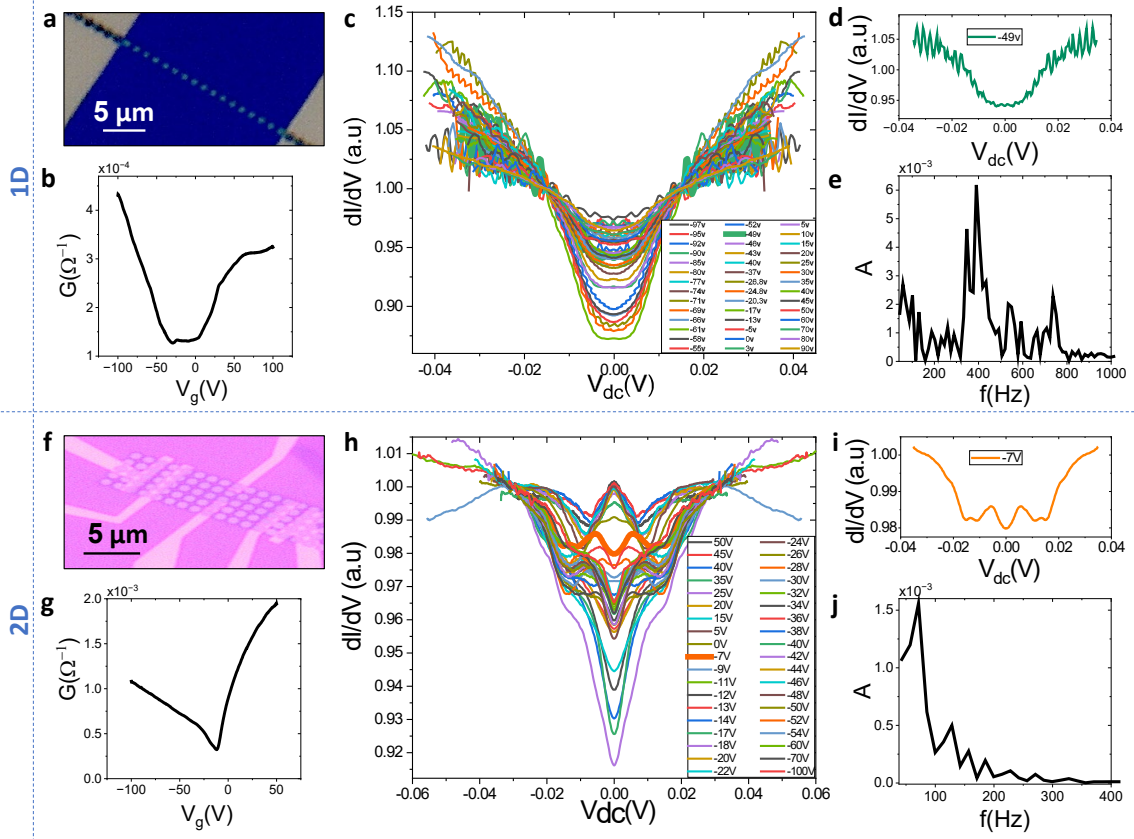 1D
a
5 µm
b
×10⁻⁴
4
3
2
1
G(Ω⁻¹)
−100 −50 0 50 100
V_g(V)
c
1.10
1.05
1.00
0.95
0.90
dI/dV (a.u)
−0.04 −0.02 0.00 0.02 0.04
V_dc(V)
-97v -52v 5v
-95v -49v 10v
-92v -46v 15v
-90v -43v 20v
-85v -40v 25v
-80v -37v 30v
-77v -26.8v 35v
-74v -24.8v 40v
-71v -20.3v 45v
-69v -17v 50v
-66v -13v 60v
-61v -5v 70v
-58v 0v 80v
-55v 3v 90v
d
-49v
1.05
1.00
0.95
dI/dV (a.u)
−0.04 −0.02 0.00 0.02 0.04
V_dc(V)
e
×10⁻³
6
5
4
3
2
1
0
A
200 400 600 800 1000
f(Hz)
2D
f
5 µm
g
×10⁻³
2.0
1.5
1.0
0.5
0.0
G(Ω⁻¹)
−100 −50 0 50
V_g(V)
h
1.01
1.00
0.99
0.98
0.97
0.96
0.95
0.94
0.93
0.92
dI/dV (a.u)
-0.06 -0.04 -0.02 0.00 0.02 0.04 0.06
Vdc(V)
50V -24V
45V -26V
40V -28V
35V -30V
25V -32V
20V -34V
15V -36V
5V -38V
0V -40V
-7V -42V
-9V -44V
-11V -46V
-12V -48V
-13V -50V
-14V -52V
-17V -54V
-18V -60V
-20V -70V
-22V -100V
i
-7V
1.00
0.99
0.98
dI/dV (a.u)
−0.04 −0.02 0.00 0.02 0.04
V_dc(V)
j
×10⁻³
1.5
1.0
0.5
0.0
A
100 200 300 400
f(Hz)